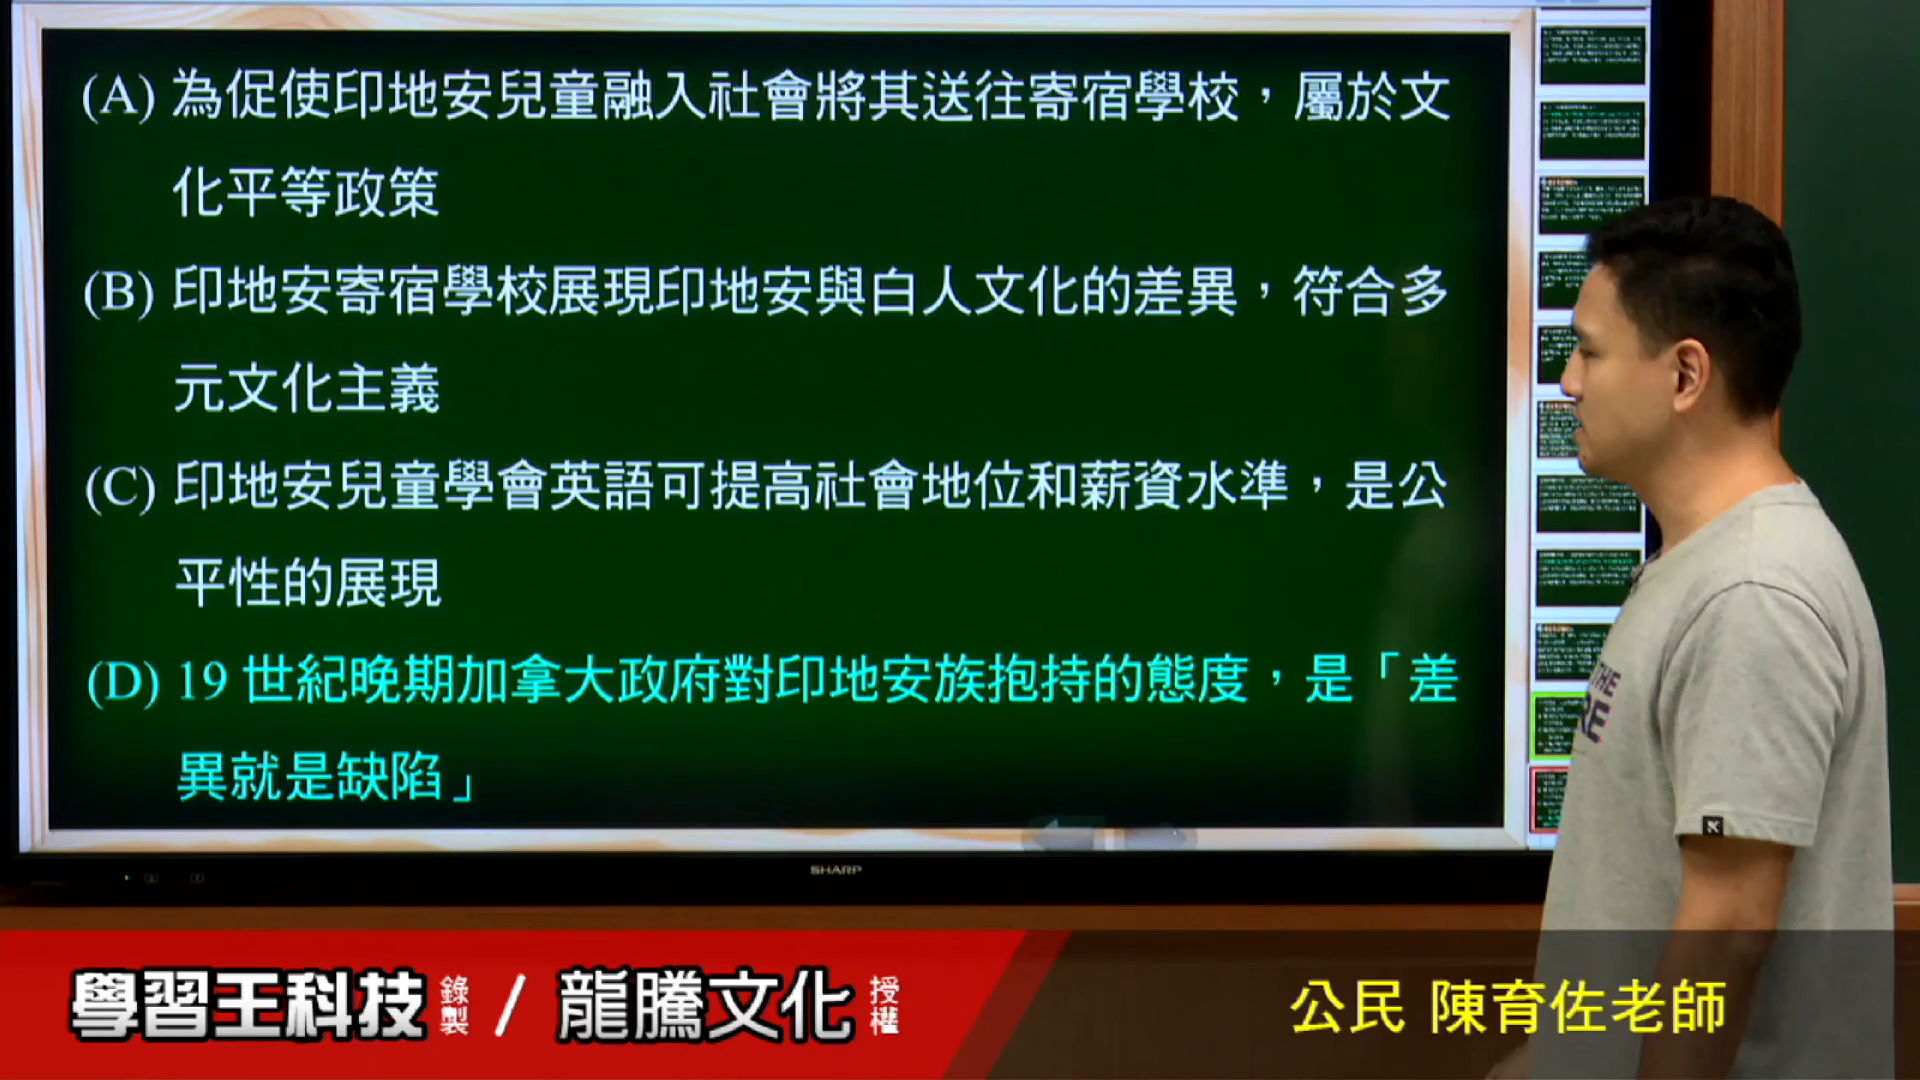 (A) 為促使印地安兒童融入社會將其送往寄宿學校，屬於文
化平等政策
(B) 印地安寄宿學校展現印地安與白人文化的差異，符合多
元文化主義
(C) 印地安兒童學會英語可提高社會地位和薪資水準，是公
平性的展現
(D) 19 世紀晚期加拿大政府對印地安族抱持的態度，是「差
異就是缺陷」
SHARP
THE
RE
學習王科技 錄製 / 龍騰文化 授權
公民 陳育佐老師